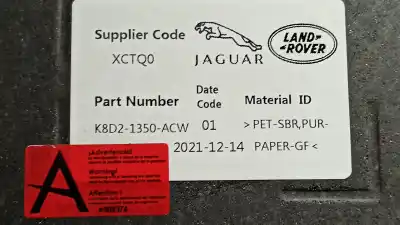 Supplier Code
XCTQ0
JAGUAR
LAND-
-ROVER
Part Number
Date
Code
Material ID
K8D2-1350-ACW
01
>PET-SBR,PUR-
2021-12-14
PAPER-GF<
A
¡Advertencia!
Warning!
Attention !